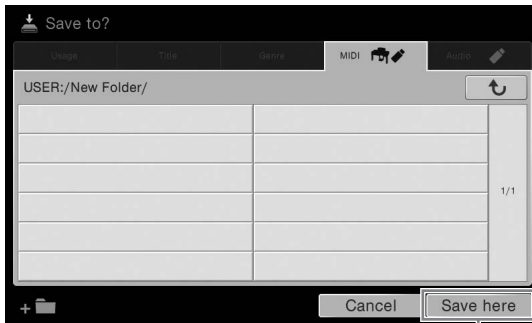 Save to?
Usage Title Genre MIDI Audio
USER:/New Folder/
1/1
+
Cancel Save here